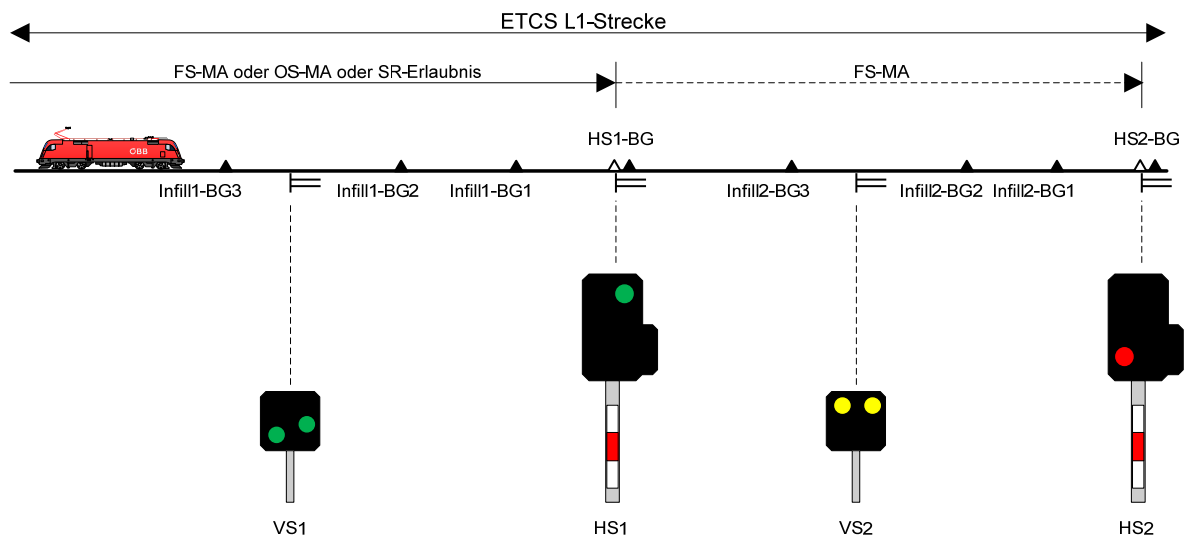 ETCS L1-Strecke
FS-MA oder OS-MA oder SR-Erlaubnis
FS-MA
HS1-BG
HS2-BG
ÖBB
Infill1-BG3
Infill1-BG2
Infill1-BG1
Infill2-BG3
Infill2-BG2
Infill2-BG1
VS1
HS1
VS2
HS2